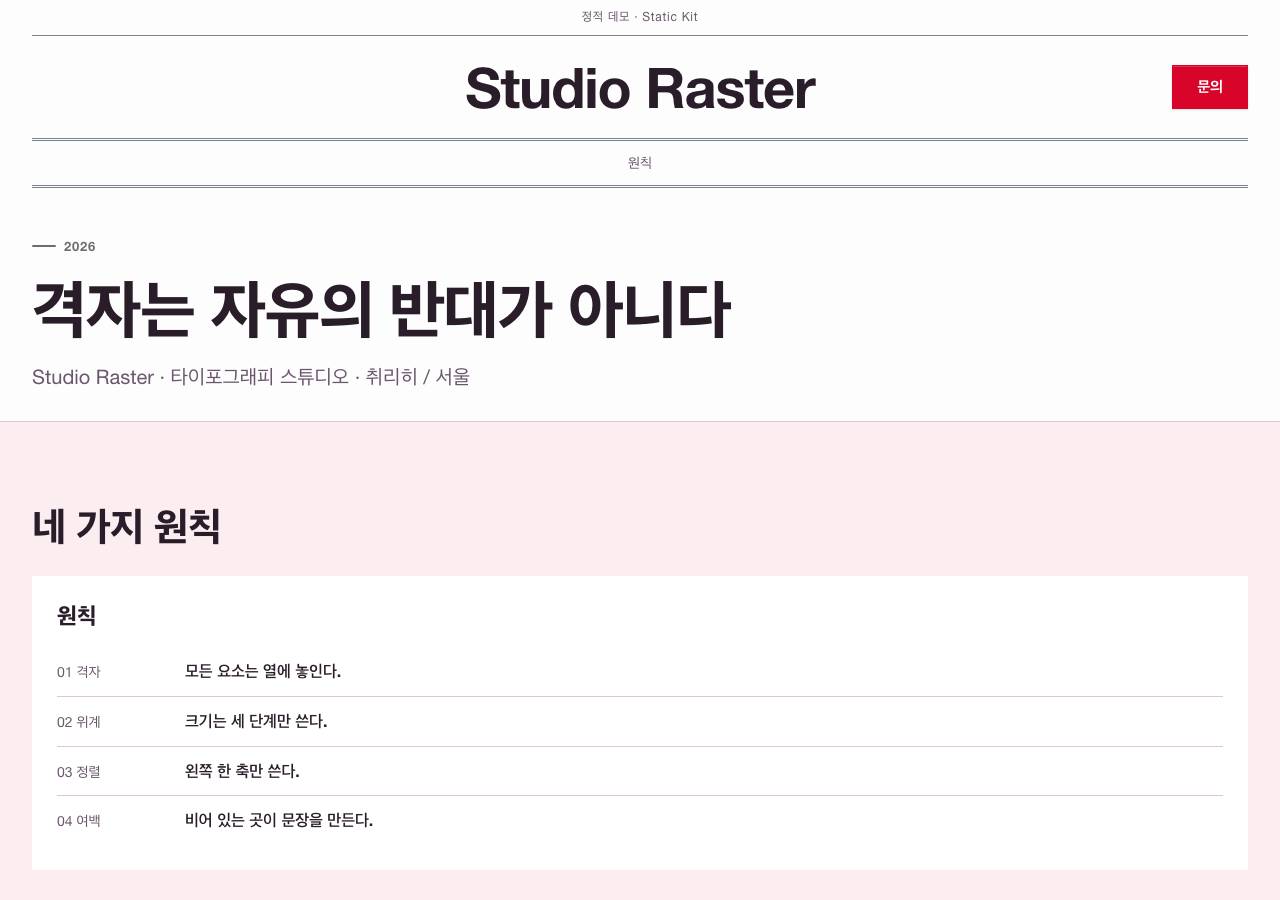 정적 데모 · Static Kit
Studio Raster
문의
원칙
2026
격자는 자유의 반대가 아니다
Studio Raster · 타이포그래피 스튜디오 · 취리히 / 서울
네 가지 원칙
원칙
01 격자 모든 요소는 열에 놓인다.
02 위계 크기는 세 단계만 쓴다.
03 정렬 왼쪽 한 축만 쓴다.
04 여백 비어 있는 곳이 문장을 만든다.